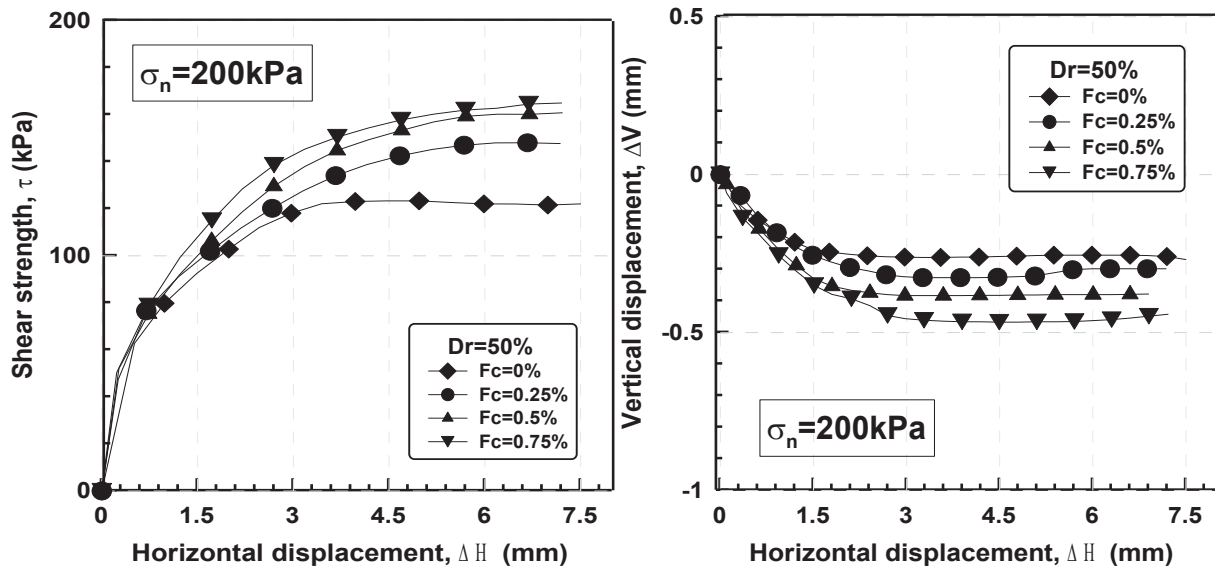 200
100
0
Shear strength, τ (kPa)
σn=200kPa
Dr=50%
Fc=0%
Fc=0.25%
Fc=0.5%
Fc=0.75%
0 1.5 3 4.5 6 7.5
Horizontal displacement, ΔH (mm)
0.5
0
-0.5
-1
Vertical displacement, ΔV (mm)
Dr=50%
Fc=0%
Fc=0.25%
Fc=0.5%
Fc=0.75%
σn=200kPa
0 1.5 3 4.5 6 7.5
Horizontal displacement, ΔH (mm)